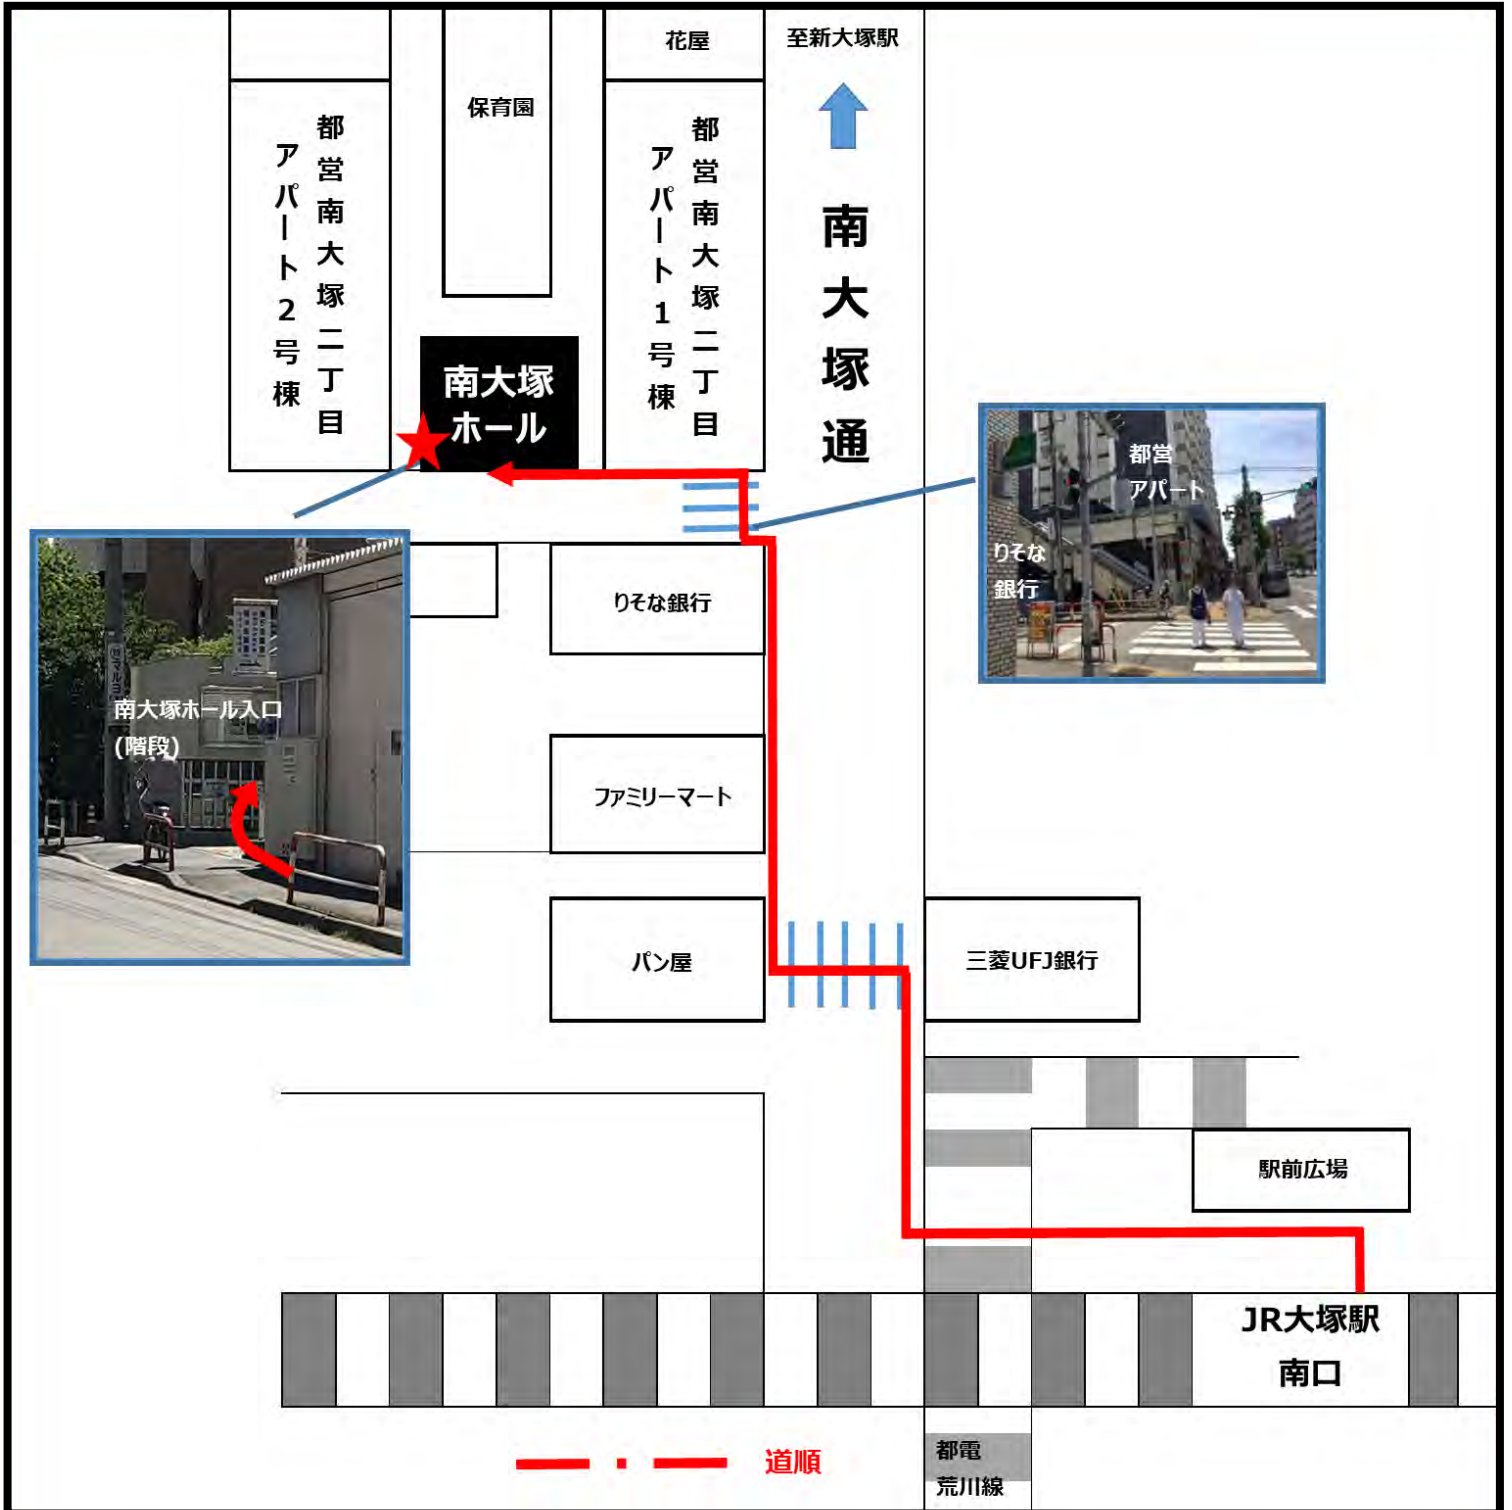 花屋
至新大塚駅
保育園
都営南大塚二丁目
アパート2号棟
都営南大塚二丁目
アパート1号棟
南大塚通
南大塚
ホール
都営
アパート
りそな
銀行
りそな銀行
南大塚ホール入口
(階段)
ファミリーマート
パン屋
三菱UFJ銀行
駅前広場
JR大塚駅
南口
道順
都電
荒川線